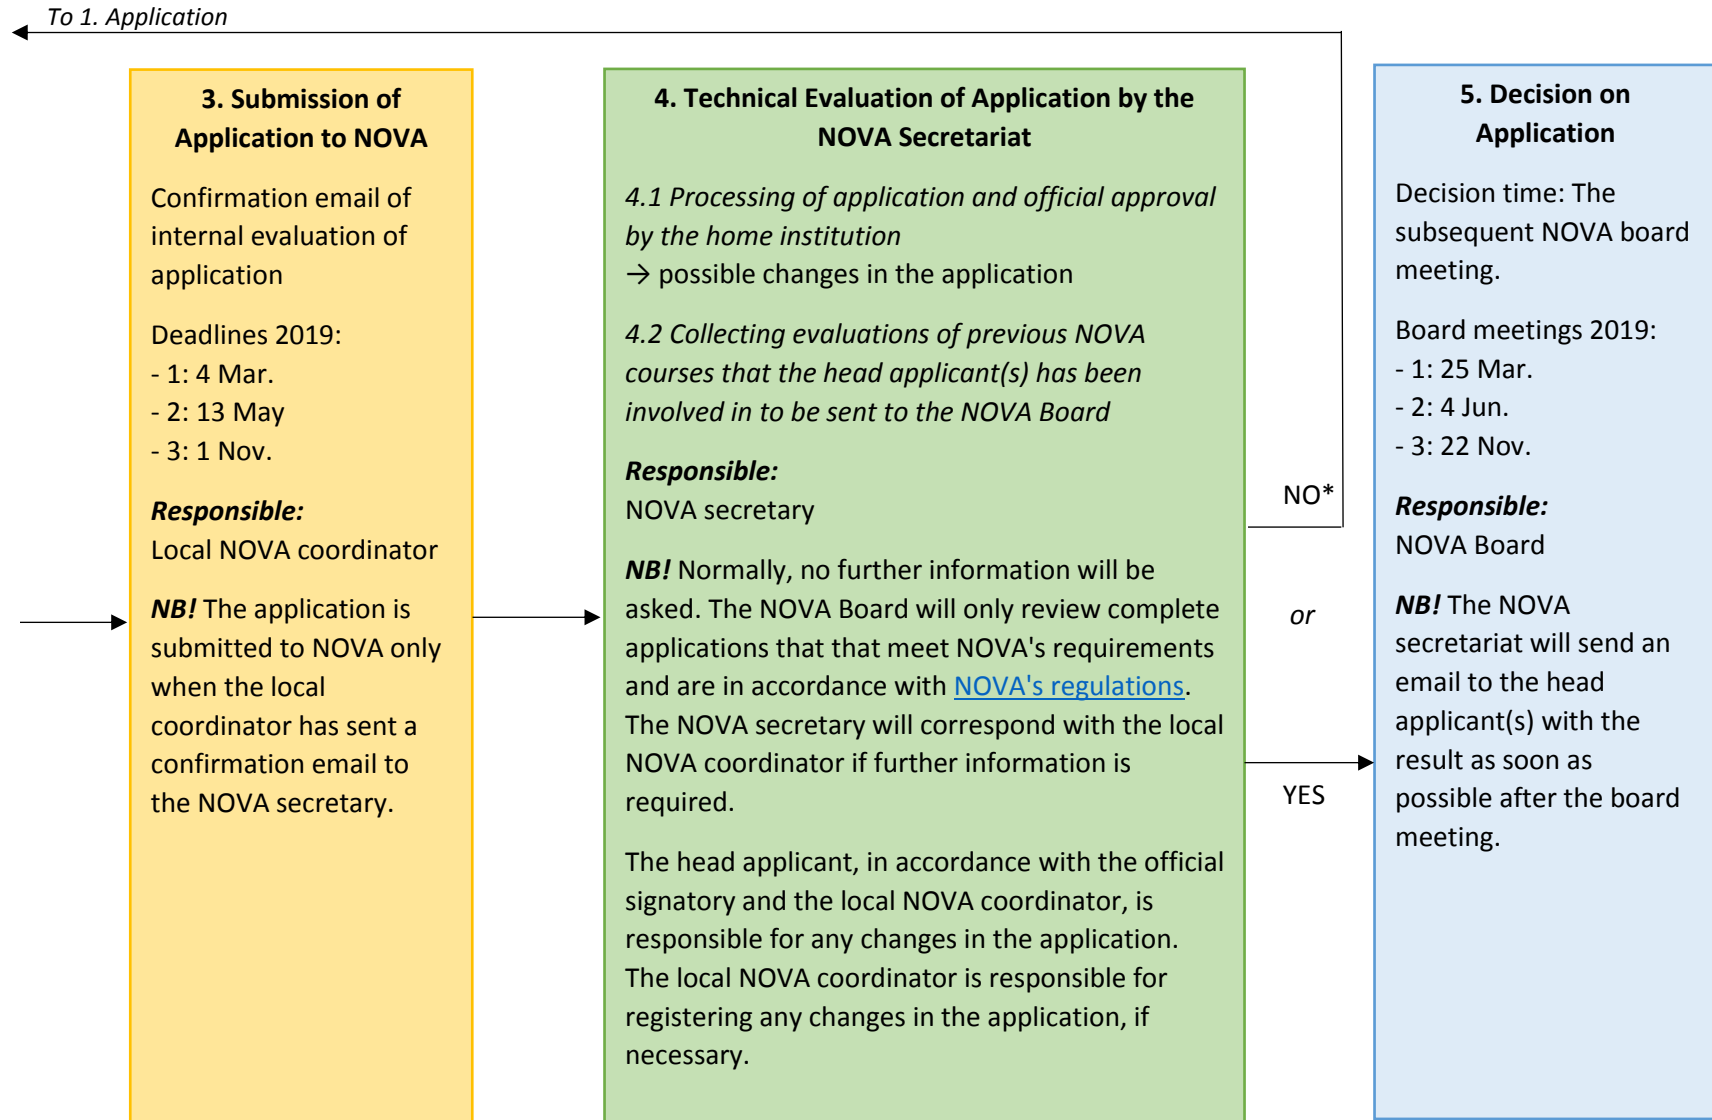 To 1. Application
3. Submission of
Application to NOVA
Confirmation email of
internal evaluation of
application
Deadlines 2019:
- 1: 4 Mar.
- 2: 13 May
- 3: 1 Nov.
Responsible:
Local NOVA coordinator
NB! The application is
submitted to NOVA only
when the local
coordinator has sent a
confirmation email to
the NOVA secretary.
4. Technical Evaluation of Application by the
NOVA Secretariat
4.1 Processing of application and official approval
by the home institution
→ possible changes in the application
4.2 Collecting evaluations of previous NOVA
courses that the head applicant(s) has been
involved in to be sent to the NOVA Board
Responsible:
NOVA secretary
NB! Normally, no further information will be
asked. The NOVA Board will only review complete
applications that that meet NOVA's requirements
and are in accordance with NOVA's regulations.
The NOVA secretary will correspond with the local
NOVA coordinator if further information is
required.
The head applicant, in accordance with the official
signatory and the local NOVA coordinator, is
responsible for any changes in the application.
The local NOVA coordinator is responsible for
registering any changes in the application, if
necessary.
NO*
or
YES
5. Decision on
Application
Decision time: The
subsequent NOVA board
meeting.
Board meetings 2019:
- 1: 25 Mar.
- 2: 4 Jun.
- 3: 22 Nov.
Responsible:
NOVA Board
NB! The NOVA
secretariat will send an
email to the head
applicant(s) with the
result as soon as
possible after the board
meeting.